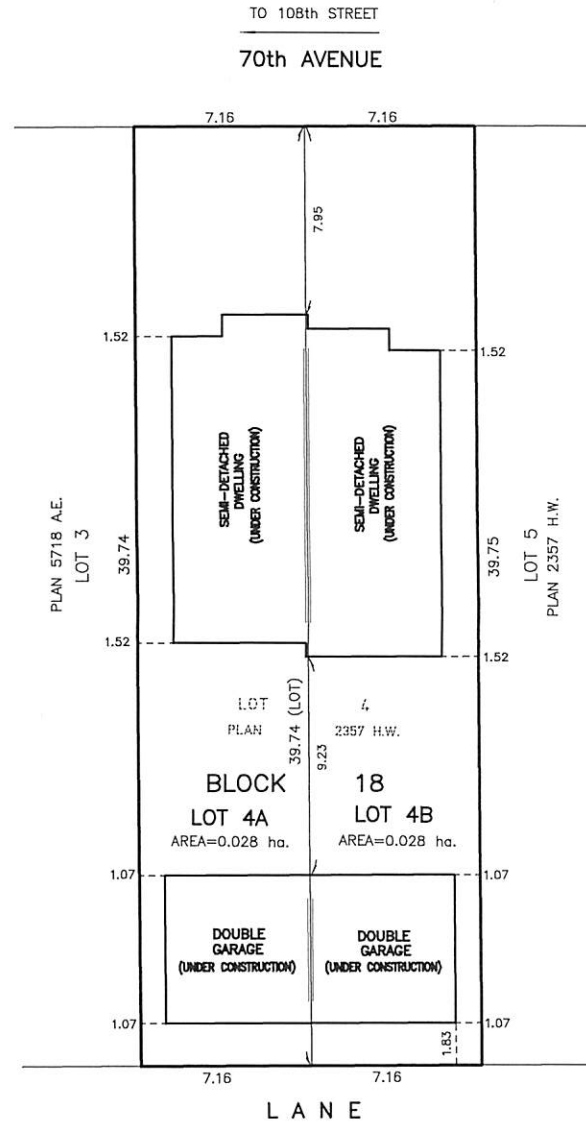 TO 108th STREET
70th AVENUE
7.16 7.16
7.95
1.52 1.52
SEMI-DETACHED
DWELLING
(UNDER CONSTRUCTION)
SEMI-DETACHED
DWELLING
(UNDER CONSTRUCTION)
PLAN 5718 A.E.
LOT 3
39.74
39.75
LOT 5
PLAN 2357 H.W.
1.52 1.52
LOT 4
PLAN 2357 H.W.
39.74 (LOT)
9.23
BLOCK 18
LOT 4A LOT 4B
AREA=0.028 ha. AREA=0.028 ha.
1.07 1.07
DOUBLE
GARAGE
(UNDER CONSTRUCTION)
DOUBLE
GARAGE
(UNDER CONSTRUCTION)
1.07 1.07
1.83
7.16 7.16
LANE